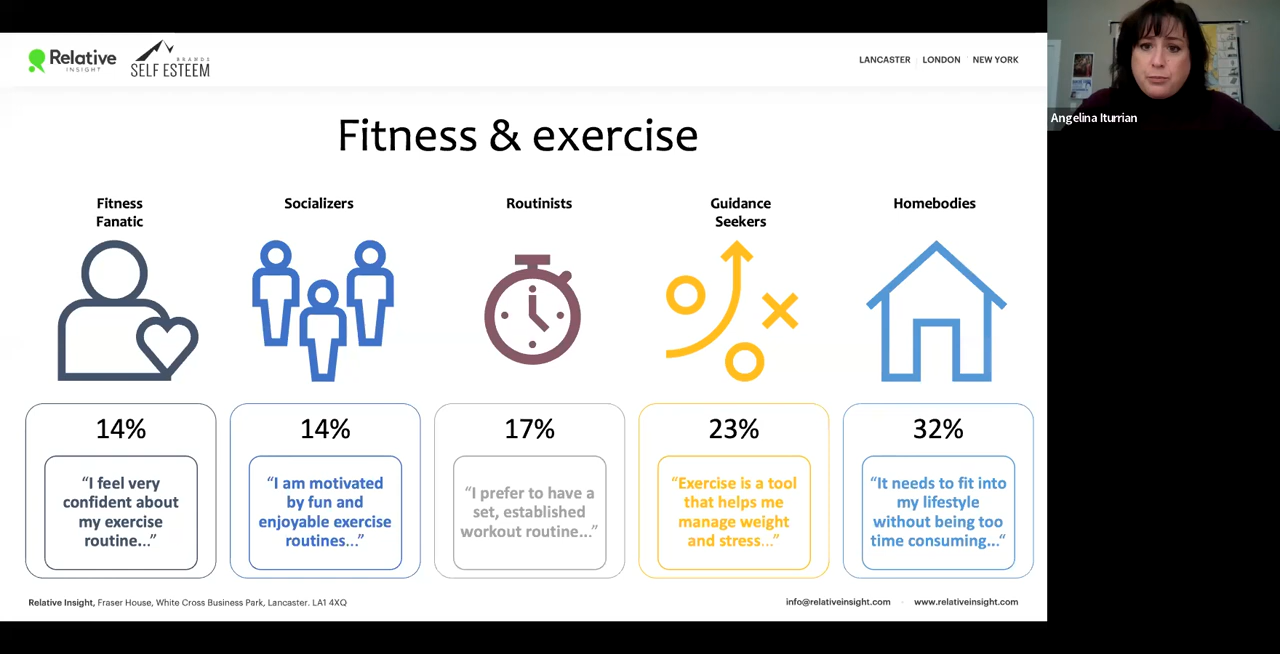 Relative
INSIGHT
BRANDS
SELF ESTEEM
LANCASTER
LONDON
NEW YORK
Angelina Iturrian
Fitness & exercise
Fitness
Fanatic
Socializers
Routinists
Guidance
Seekers
Homebodies
14%
“I feel very
confident about
my exercise
routine...”
14%
“I am motivated
by fun and
enjoyable exercise
routines...”
17%
“I prefer to have a
set, established
workout routine...”
23%
“Exercise is a tool
that helps me
manage weight
and stress...”
32%
“It needs to fit into
my lifestyle
without being too
time consuming...“
Relative Insight, Fraser House, White Cross Business Park, Lancaster. LA1 4XQ
info@relativeinsight.com · www.relativeinsight.com